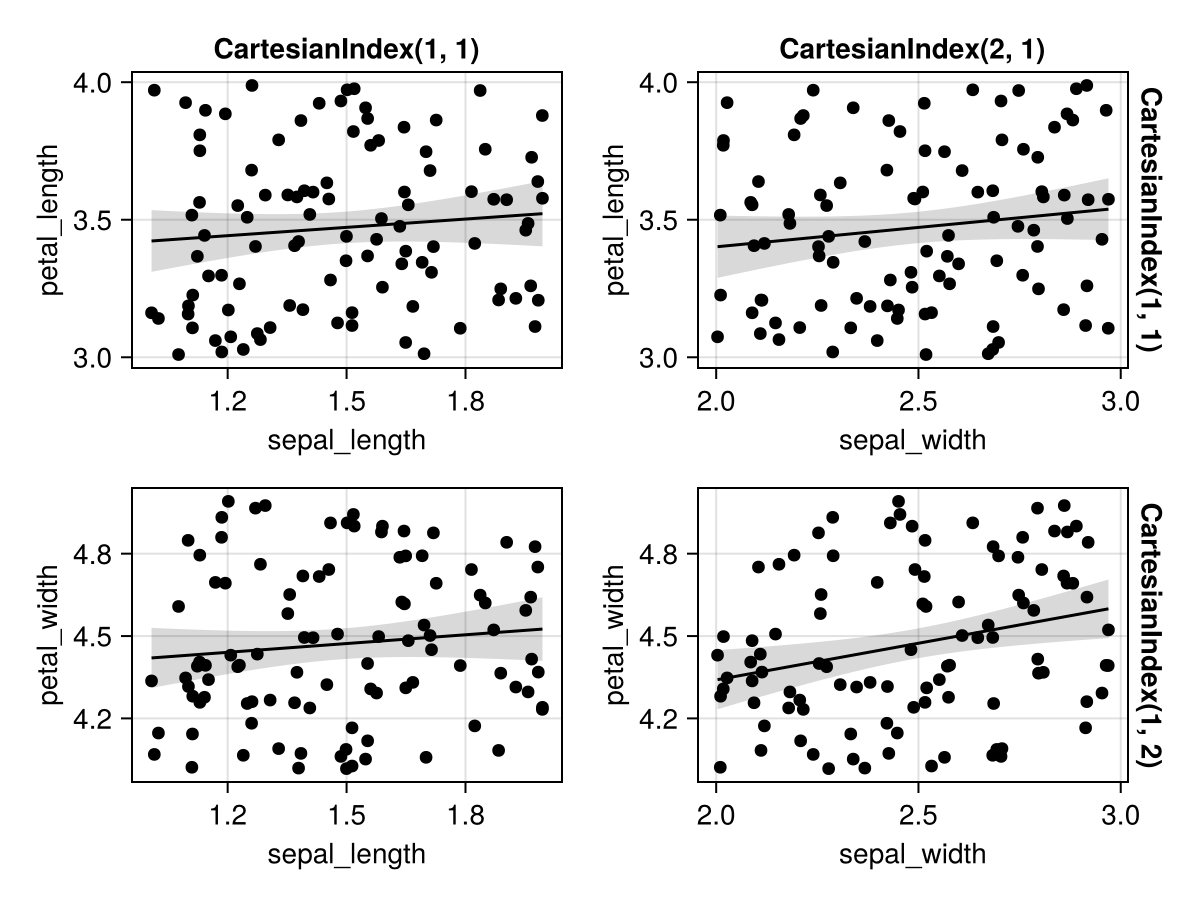 CartesianIndex(1, 1)
CartesianIndex(2, 1)
petal_length
4.0
3.5
3.0
1.2 1.5 1.8
sepal_length
petal_length
4.0
3.5
3.0
2.0 2.5 3.0
sepal_width
CartesianIndex(1, 1)
petal_width
4.8
4.5
4.2
1.2 1.5 1.8
sepal_length
petal_width
4.8
4.5
4.2
2.0 2.5 3.0
sepal_width
CartesianIndex(1, 2)